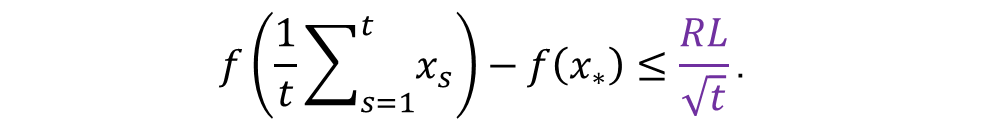 f(1/t ∑_{s=1}^{t} x_s) − f(x_*) ≤ RL/√t .